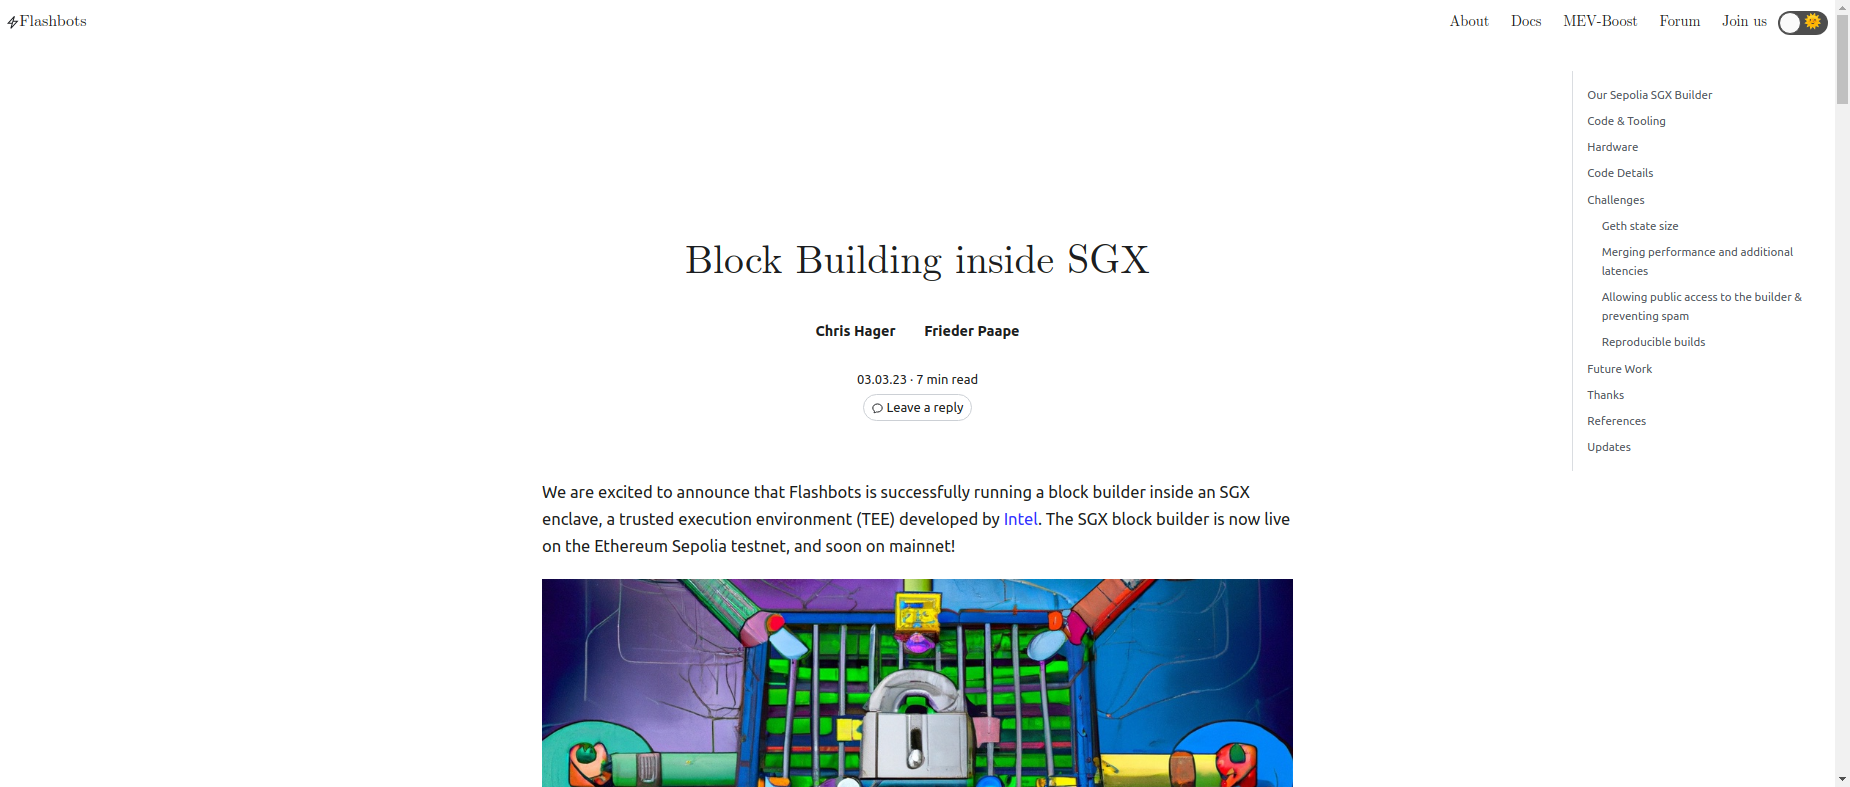 Flashbots
About Docs MEV-Boost Forum Join us
Our Sepolia SGX Builder
Code & Tooling
Hardware
Code Details
Challenges
Geth state size
Merging performance and additional
latencies
Allowing public access to the builder &
preventing spam
Reproducible builds
Future Work
Thanks
References
Updates
Block Building inside SGX
Chris Hager Frieder Paape
03.03.23 · 7 min read
Leave a reply
We are excited to announce that Flashbots is successfully running a block builder inside an SGX
enclave, a trusted execution environment (TEE) developed by Intel. The SGX block builder is now live
on the Ethereum Sepolia testnet, and soon on mainnet!